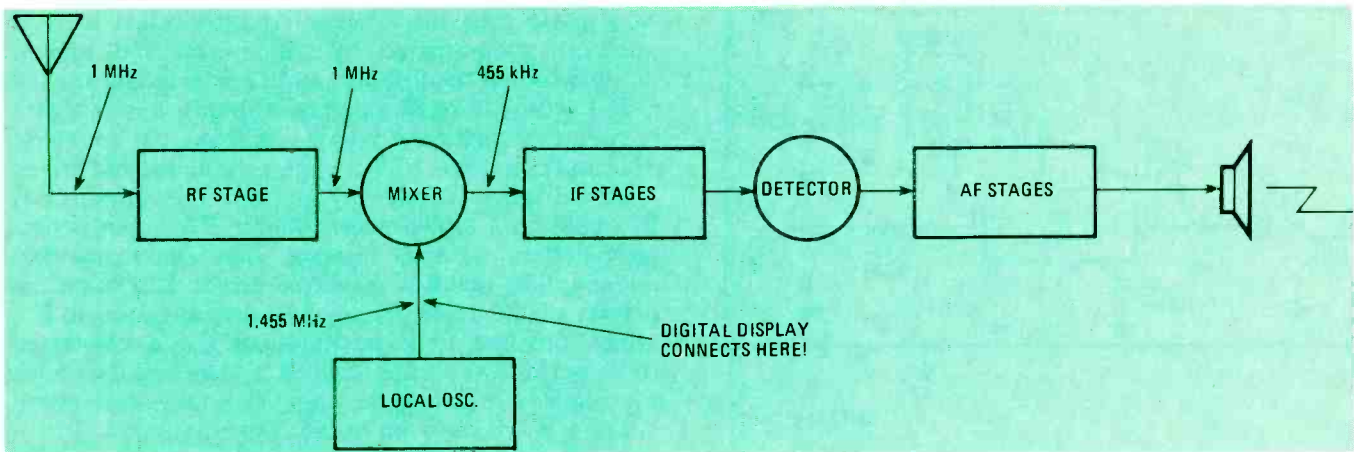 1 MHz
1 MHz
455 kHz
RF STAGE
MIXER
IF STAGES
DETECTOR
AF STAGES
1.455 MHz
DIGITAL DISPLAY
CONNECTS HERE!
LOCAL OSC.